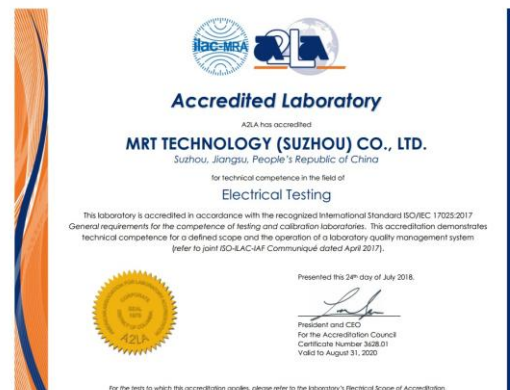 ilac-MRA
A2LA
Accredited Laboratory
A2LA has accredited
MRT TECHNOLOGY (SUZHOU) CO., LTD.
Suzhou, Jiangsu, People's Republic of China
for technical competence in the field of
Electrical Testing
This laboratory is accredited in accordance with the recognized International Standard ISO/IEC 17025:2017
General requirements for the competence of testing and calibration laboratories. This accreditation demonstrates
technical competence for a defined scope and the operation of a laboratory quality management system
(refer to joint ISO-ILAC-IAF Communiqué dated April 2017).
Presented this 24th day of July 2018.
President and CEO
For the Accreditation Council
Certificate Number 3628.01
Valid to August 31, 2020
CORPORATE
SEAL
1978
A2LA
For the tests to which this accreditation applies, please refer to the laboratory's Electrical Scope of Accreditation.